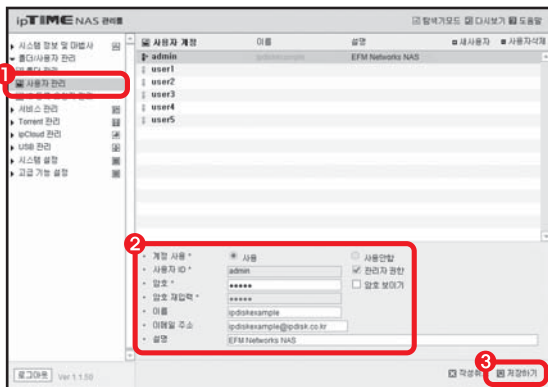 ipTIME NAS 관리툴
탐색기모드 다시보기 도움말
시스템 정보 및 마법사
폴더/사용자 관리
폴더 관리
1
사용자 관리
서비스 관리
Torrent 관리
ipCloud 관리
USB 관리
시스템 설정
고급 기능 설정
사용자 계정 이름 설명 새사용자 사용자삭제
admin ipdiskexample EFM Networks NAS
user1
user2
user3
user4
user5
2
계정 사용 * 사용 사용안함
사용자 ID * admin 관리자 권한
암호 * ●●●●● 암호 보이기
암호 재입력 * ●●●●●
이름 ipdiskexample
이메일 주소 ipdiskexample@ipdisk.co.kr
설명 EFM Networks NAS
3
로그아웃 Ver 1.1.50
저장하기